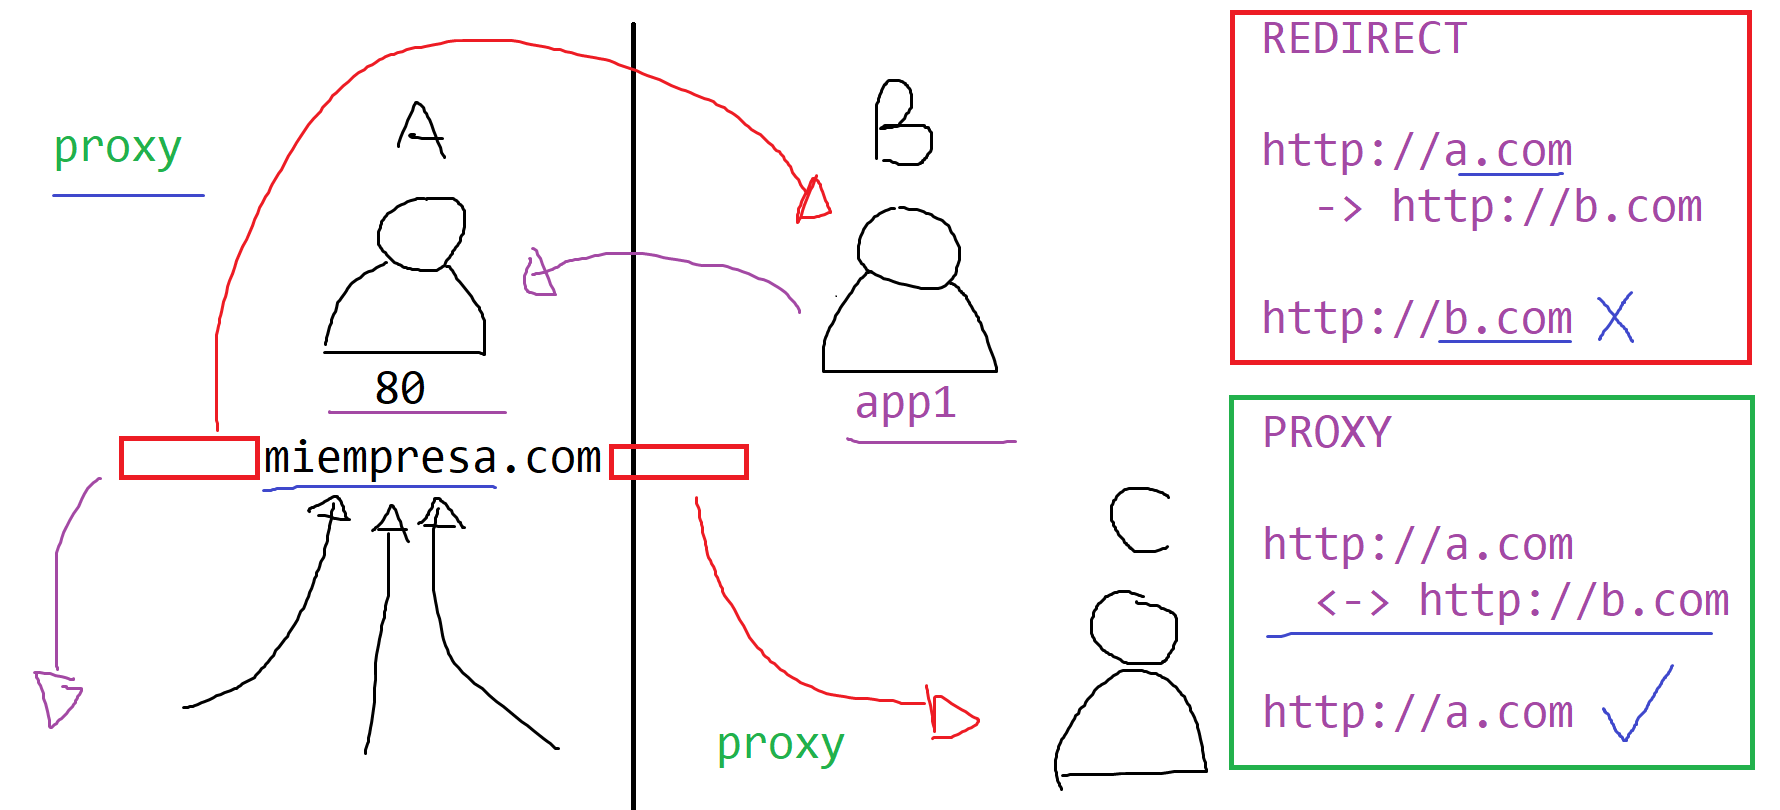 proxy
A
80
miempresa.com
B
app1
C
proxy
REDIRECT
http://a.com
-> http://b.com
http://b.com X
PROXY
http://a.com
<-> http://b.com
http://a.com ✓